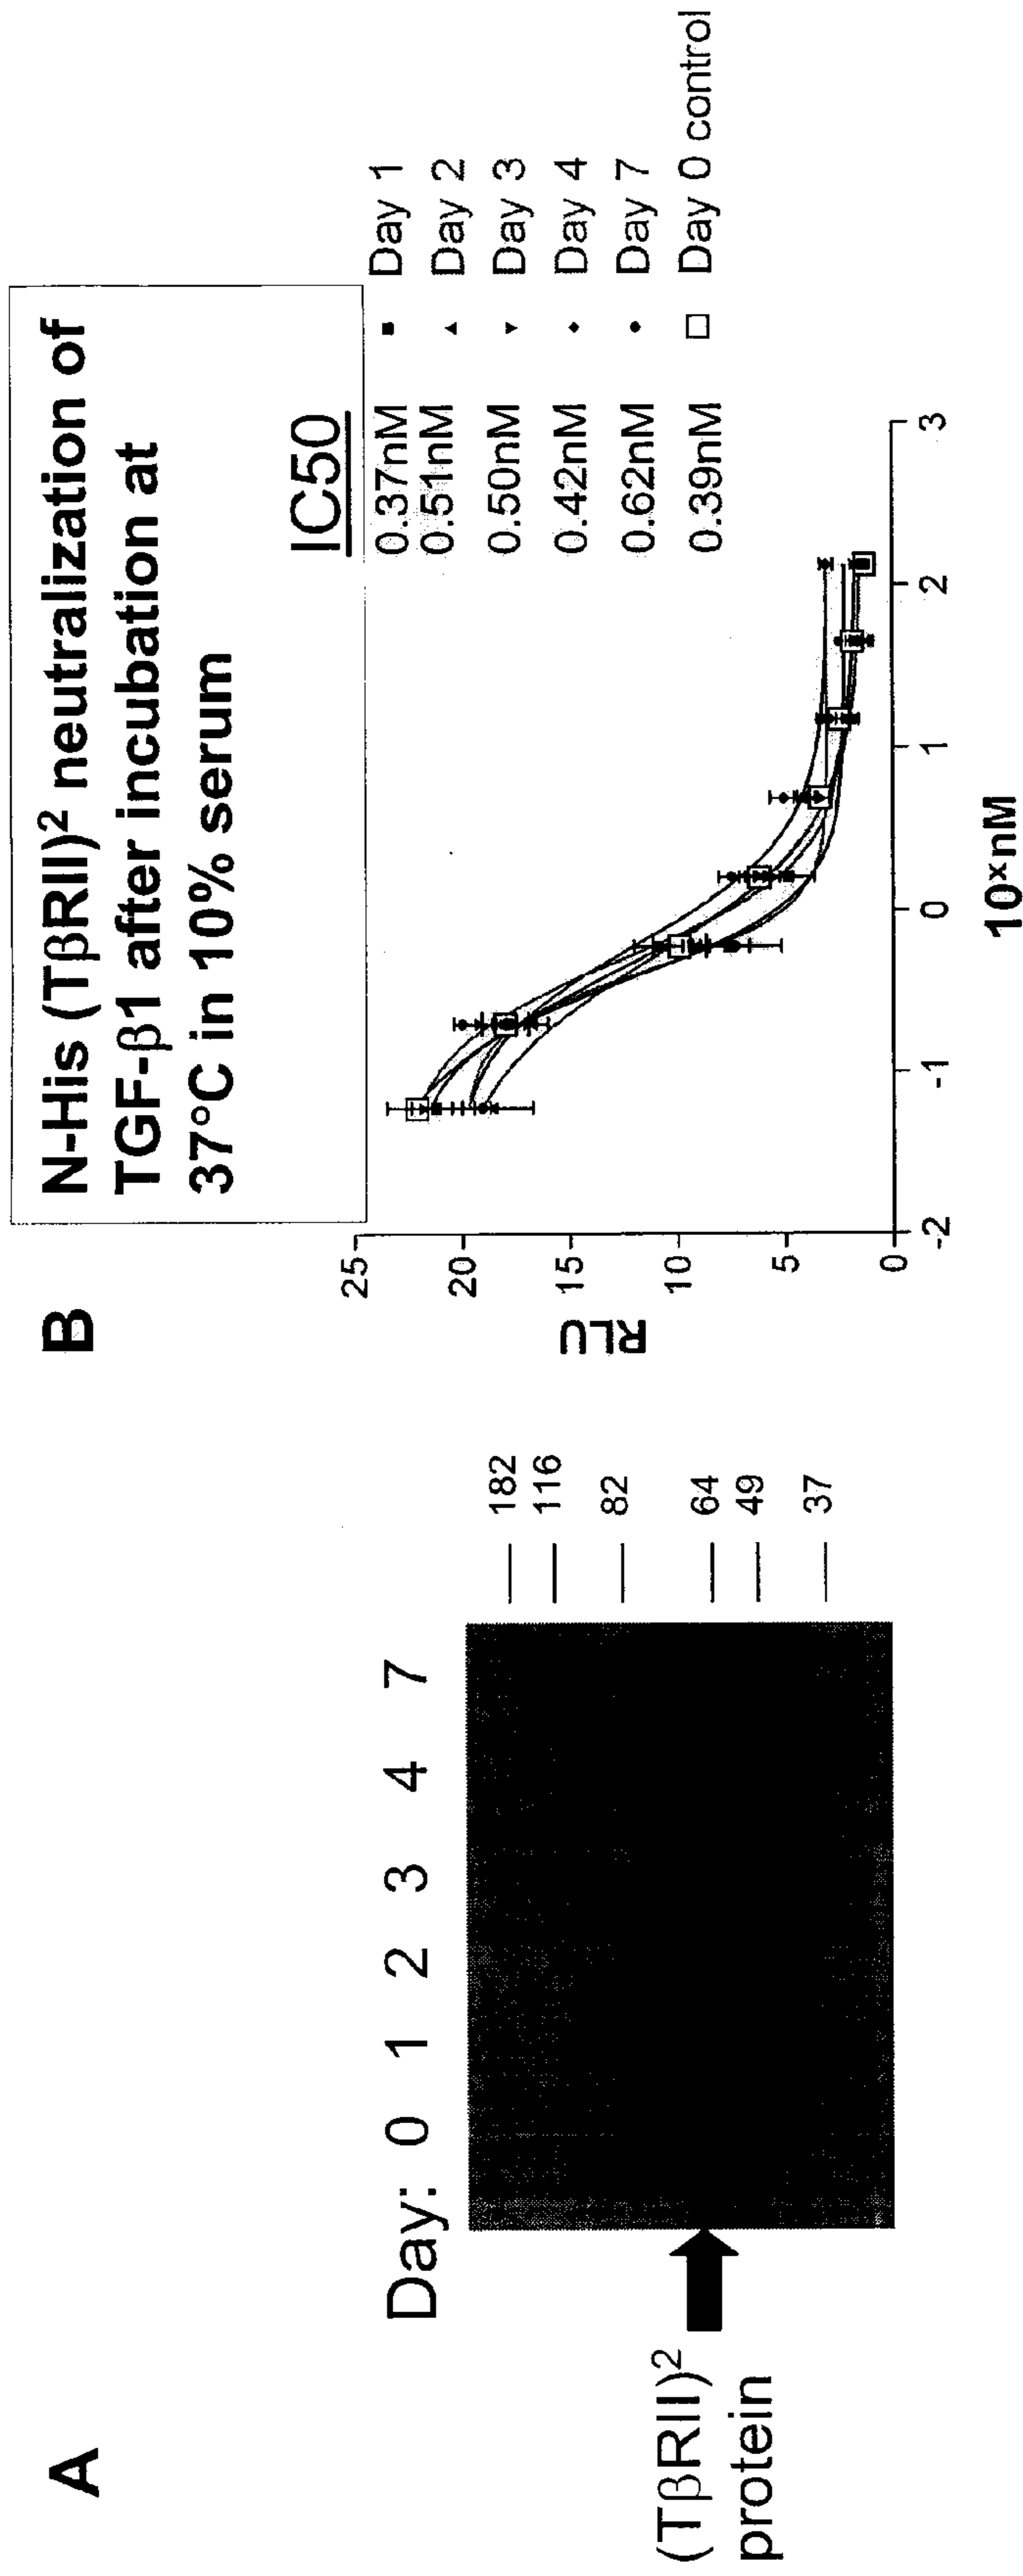 A
Day: 0 1 2 3 4 7
182
116
82
64
49
37
(TβRII)² protein
B
N-His (TβRII)² neutralization of
TGF-β1 after incubation at
37°C in 10% serum
IC50
0.37nM ■ Day 1
0.51nM ▲ Day 2
0.50nM ▼ Day 3
0.42nM ♦ Day 4
0.62nM ● Day 7
0.39nM □ Day 0 control
RLU
25
20
15
10
5
0
-2 -1 0 1 2 3
10ˣnM